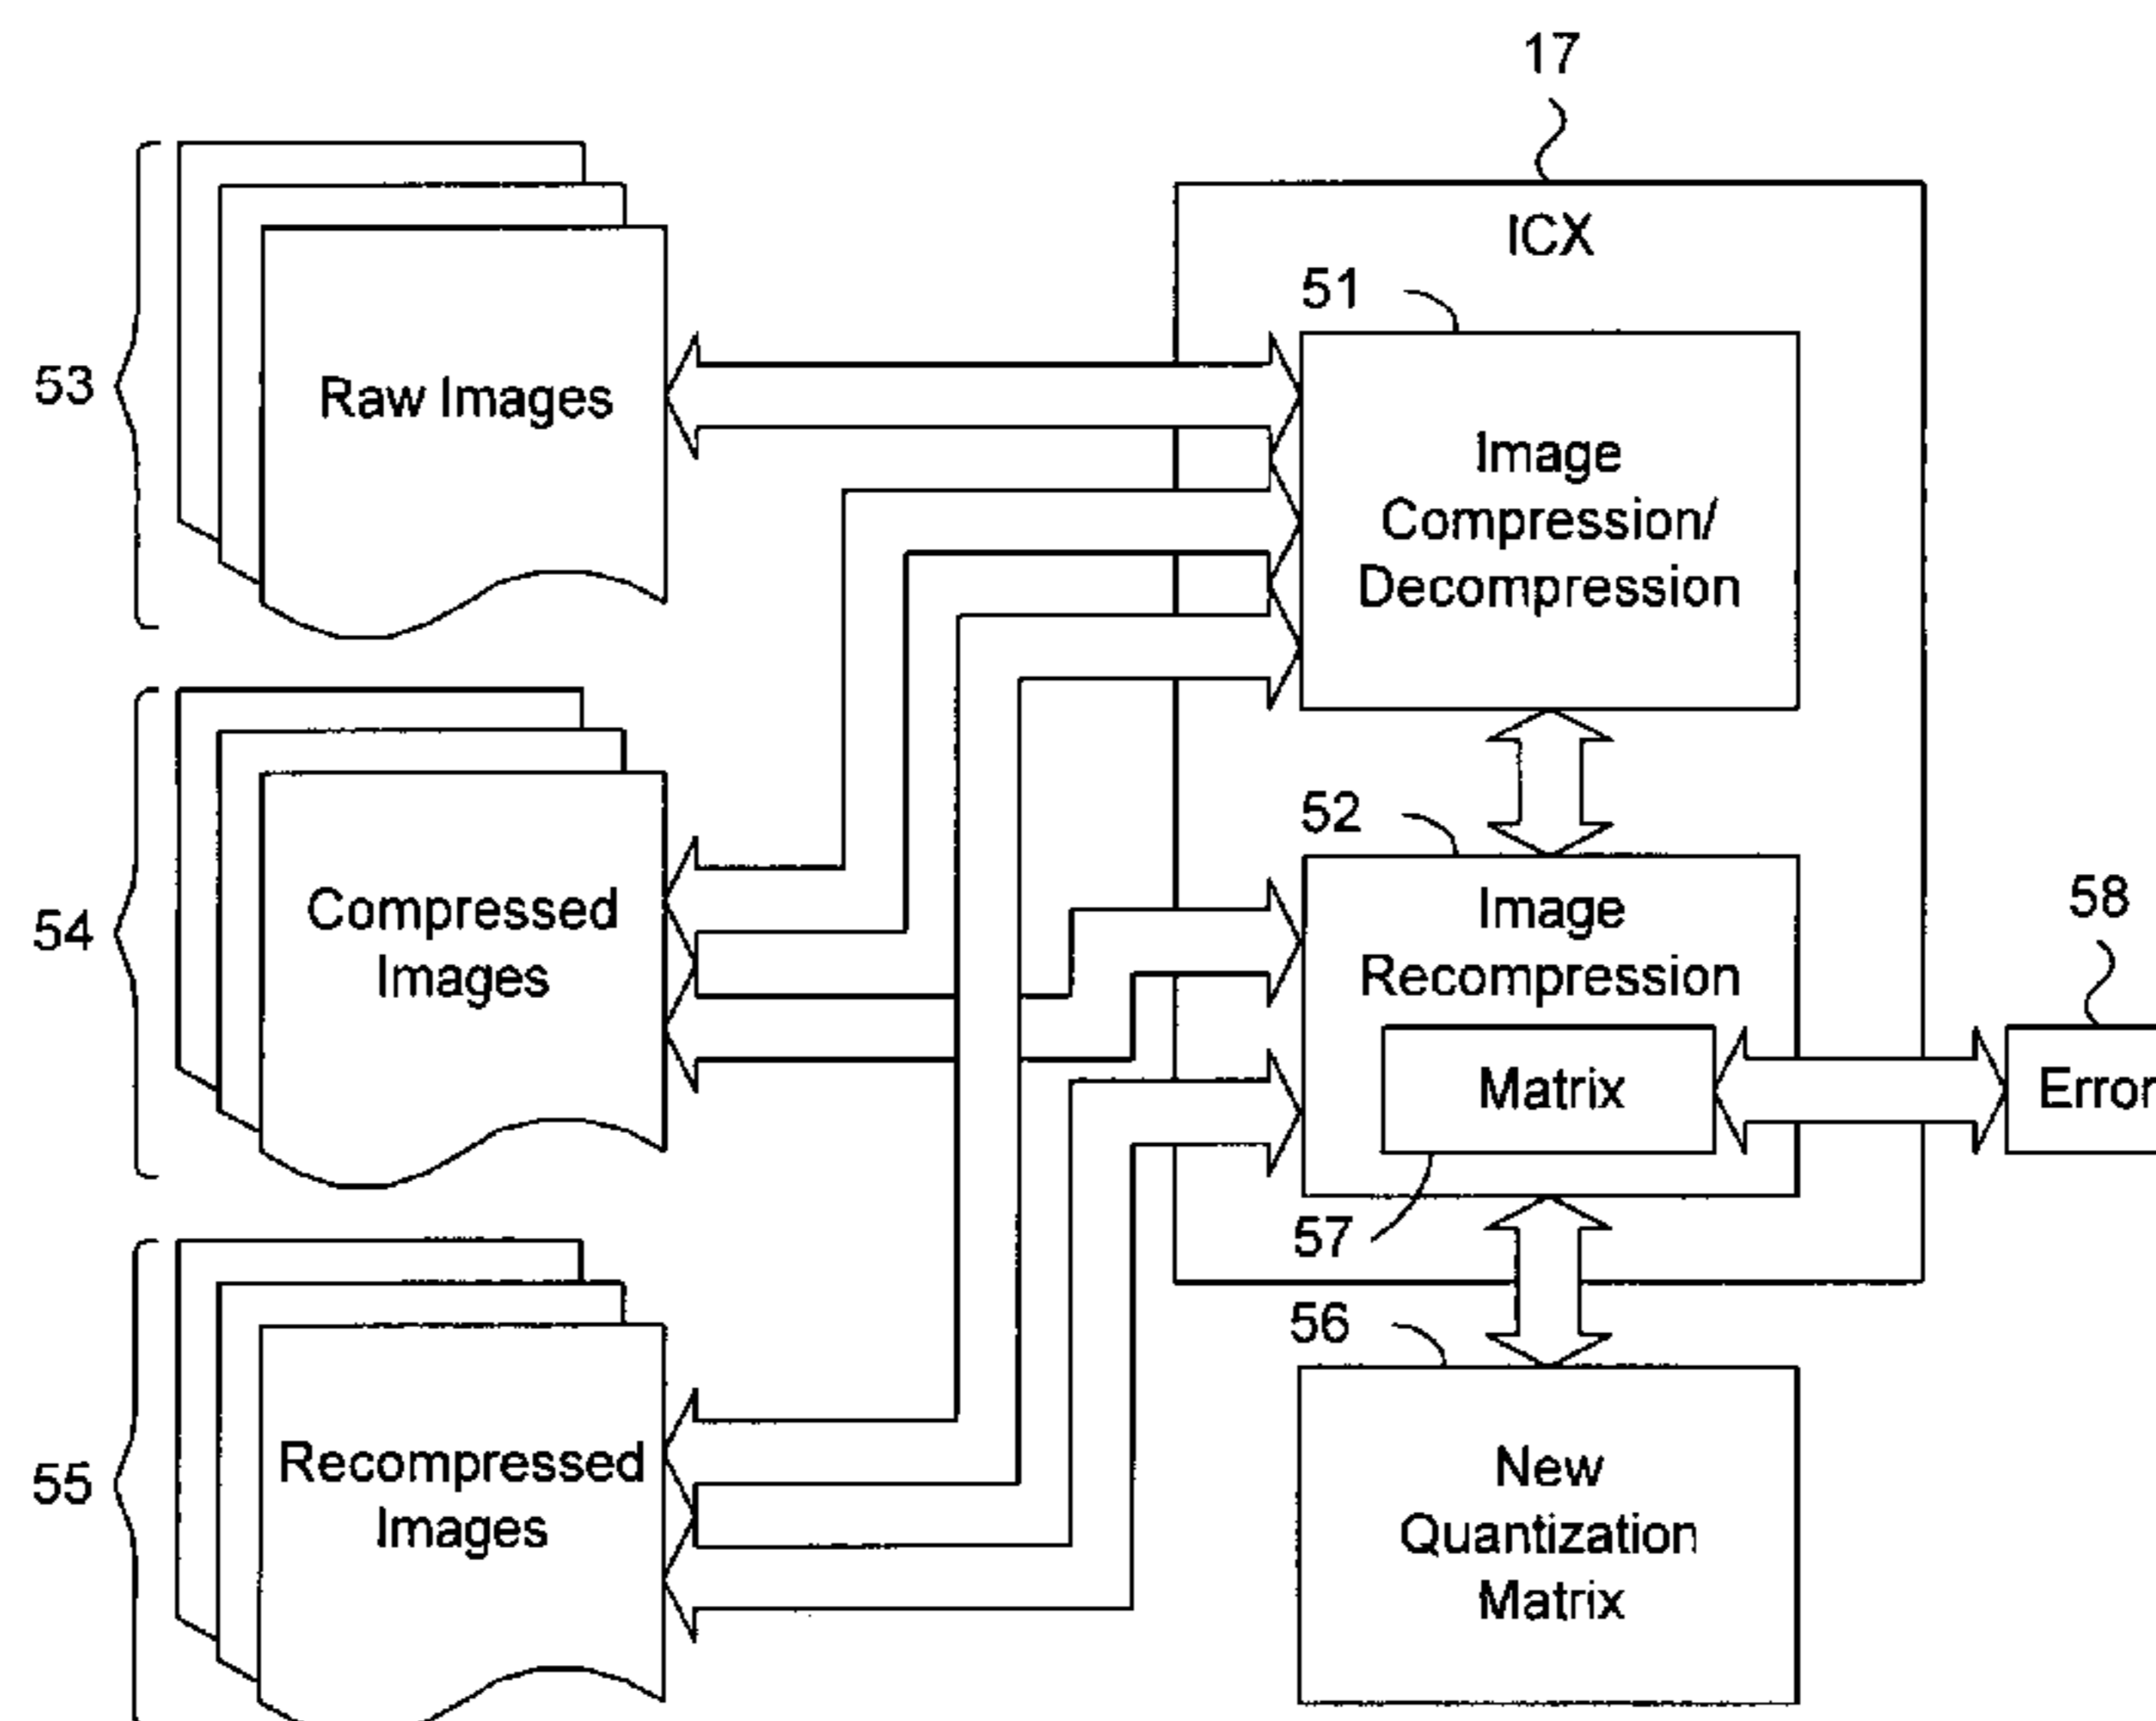 17
ICX
51
53
Raw Images
Image
Compression/
Decompression
52
54
Compressed
Images
Image
Recompression
58
Matrix
Error
57
56
55
Recompressed
Images
New
Quantization
Matrix